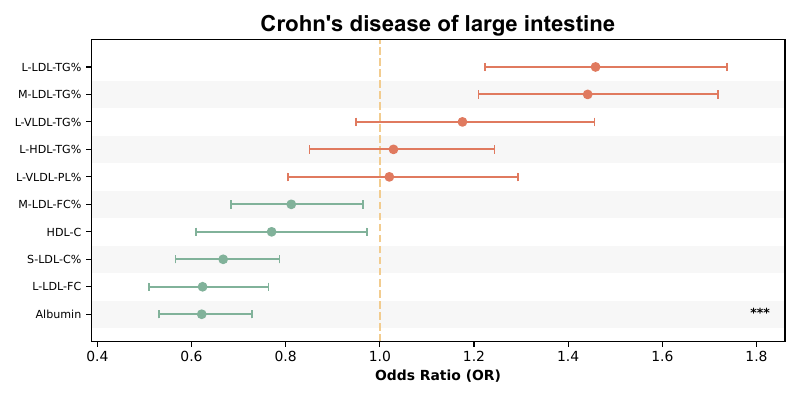 Crohn's disease of large intestine
L-LDL-TG%
M-LDL-TG%
L-VLDL-TG%
L-HDL-TG%
L-VLDL-PL%
M-LDL-FC%
HDL-C
S-LDL-C%
L-LDL-FC
Albumin ***
0.4 0.6 0.8 1.0 1.2 1.4 1.6 1.8
Odds Ratio (OR)